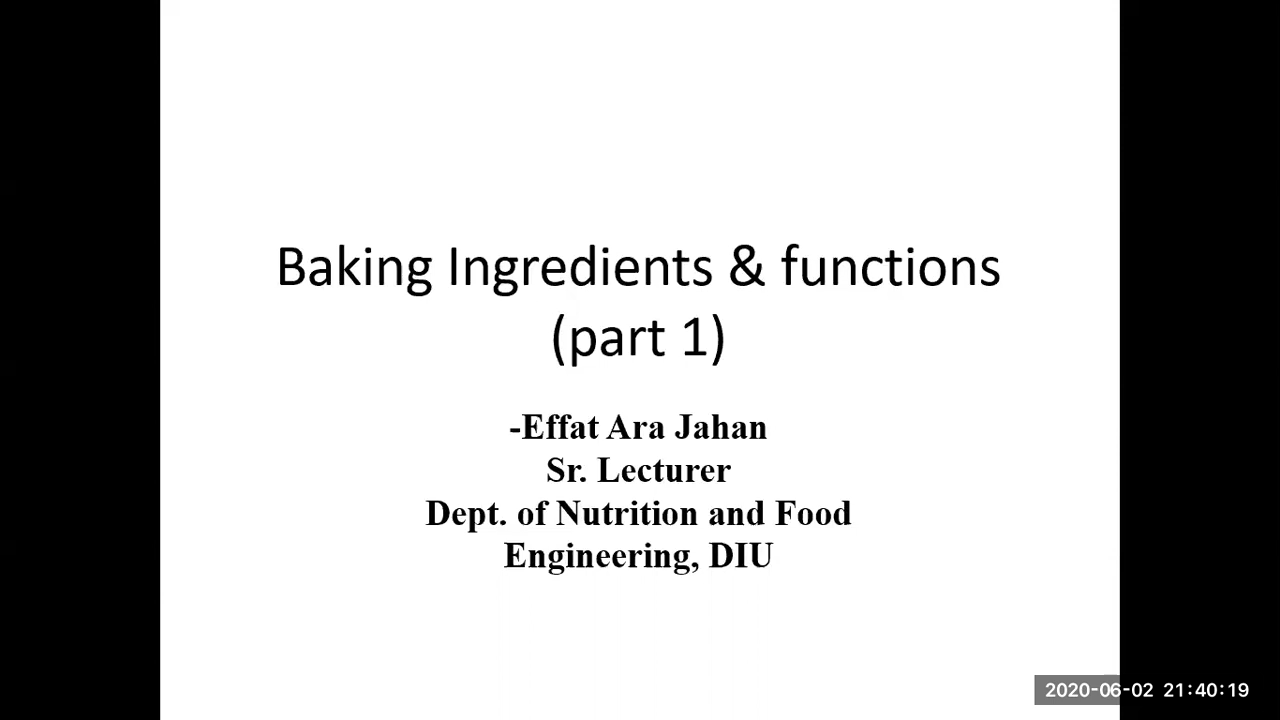 Baking Ingredients & functions
(part 1)
-Effat Ara Jahan
Sr. Lecturer
Dept. of Nutrition and Food
Engineering, DIU
2020-06-02 21:40:19